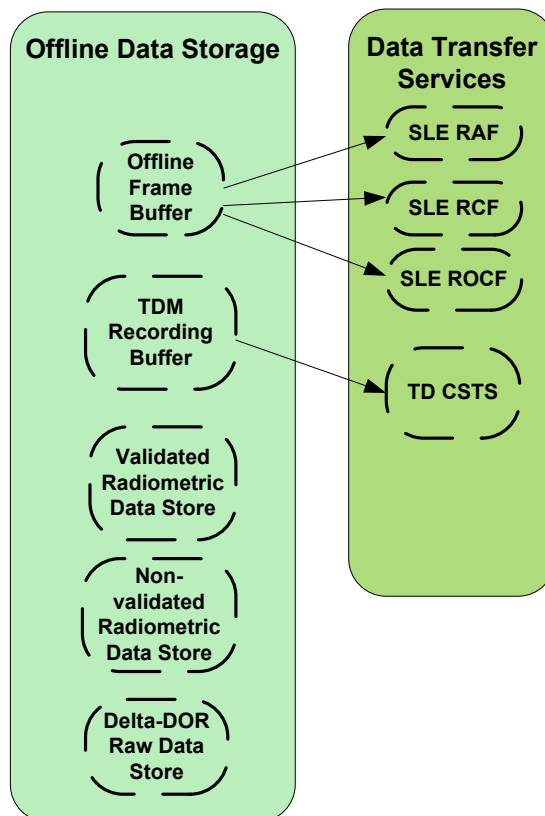 Offline Data Storage
Offline
Frame
Buffer
TDM
Recording
Buffer
Validated
Radiometric
Data Store
Non-
validated
Radiometric
Data Store
Delta-DOR
Raw Data
Store
Data Transfer
Services
SLE RAF
SLE RCF
SLE ROCF
TD CSTS